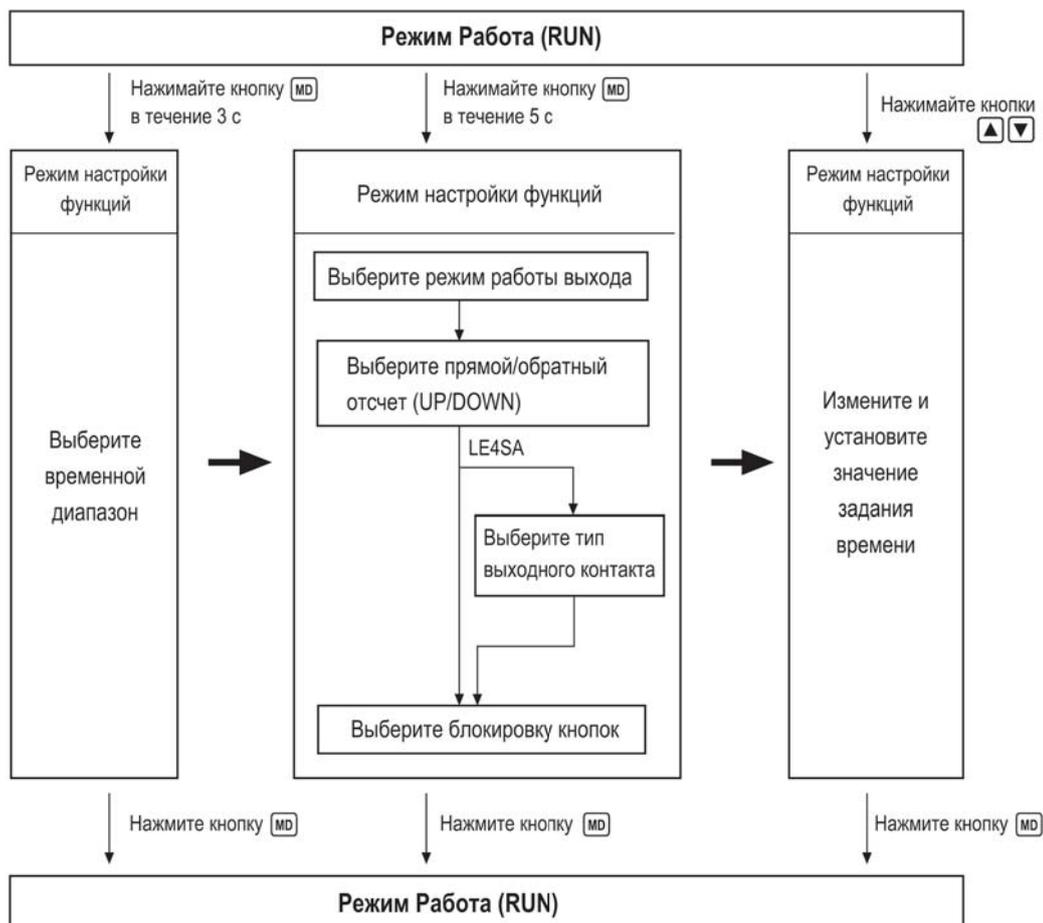 Режим Работа (RUN)
Нажимайте кнопку MD
в течение 3 с
Нажимайте кнопку MD
в течение 5 с
Нажимайте кнопки
▲ ▼
Режим настройки
функций
Выберите
временной
диапазон
Режим настройки функций
Выберите режим работы выхода
Выберите прямой/обратный
отсчет (UP/DOWN)
LE4SA
Выберите тип
выходного контакта
Выберите блокировку кнопок
Режим настройки
функций
Измените и
установите
значение
задания
времени
Нажмите кнопку MD
Нажмите кнопку MD
Нажмите кнопку MD
Режим Работа (RUN)